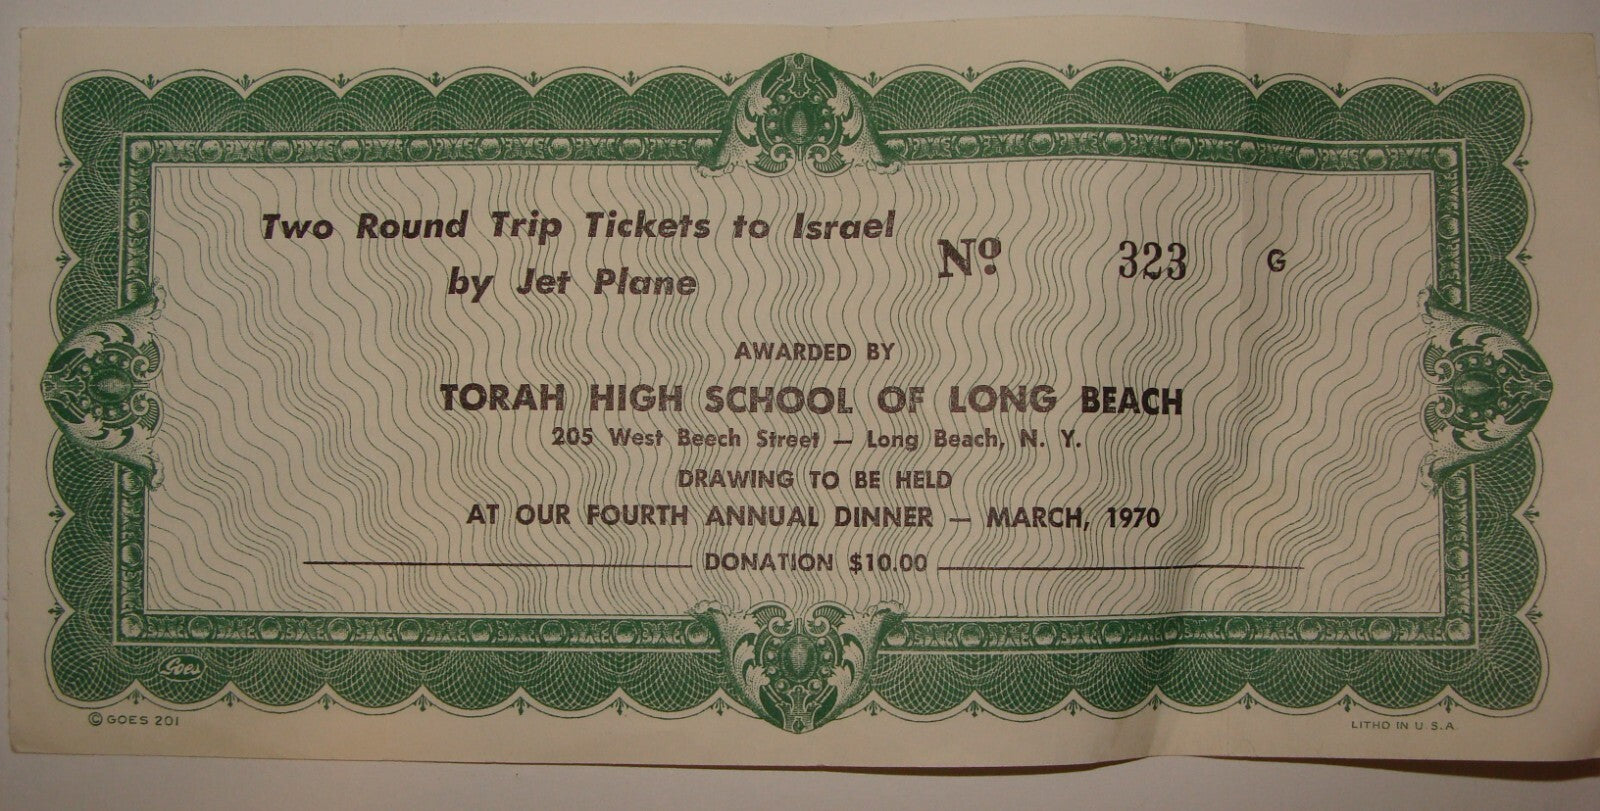 Two Round Trip Tickets to Israel
by Jet Plane
Nº 323 G
AWARDED BY
TORAH HIGH SCHOOL OF LONG BEACH
205 West Beech Street — Long Beach, N. Y.
DRAWING TO BE HELD
AT OUR FOURTH ANNUAL DINNER — MARCH, 1970
DONATION $10.00
Goes
© GOES 201
LITHO IN U.S.A.